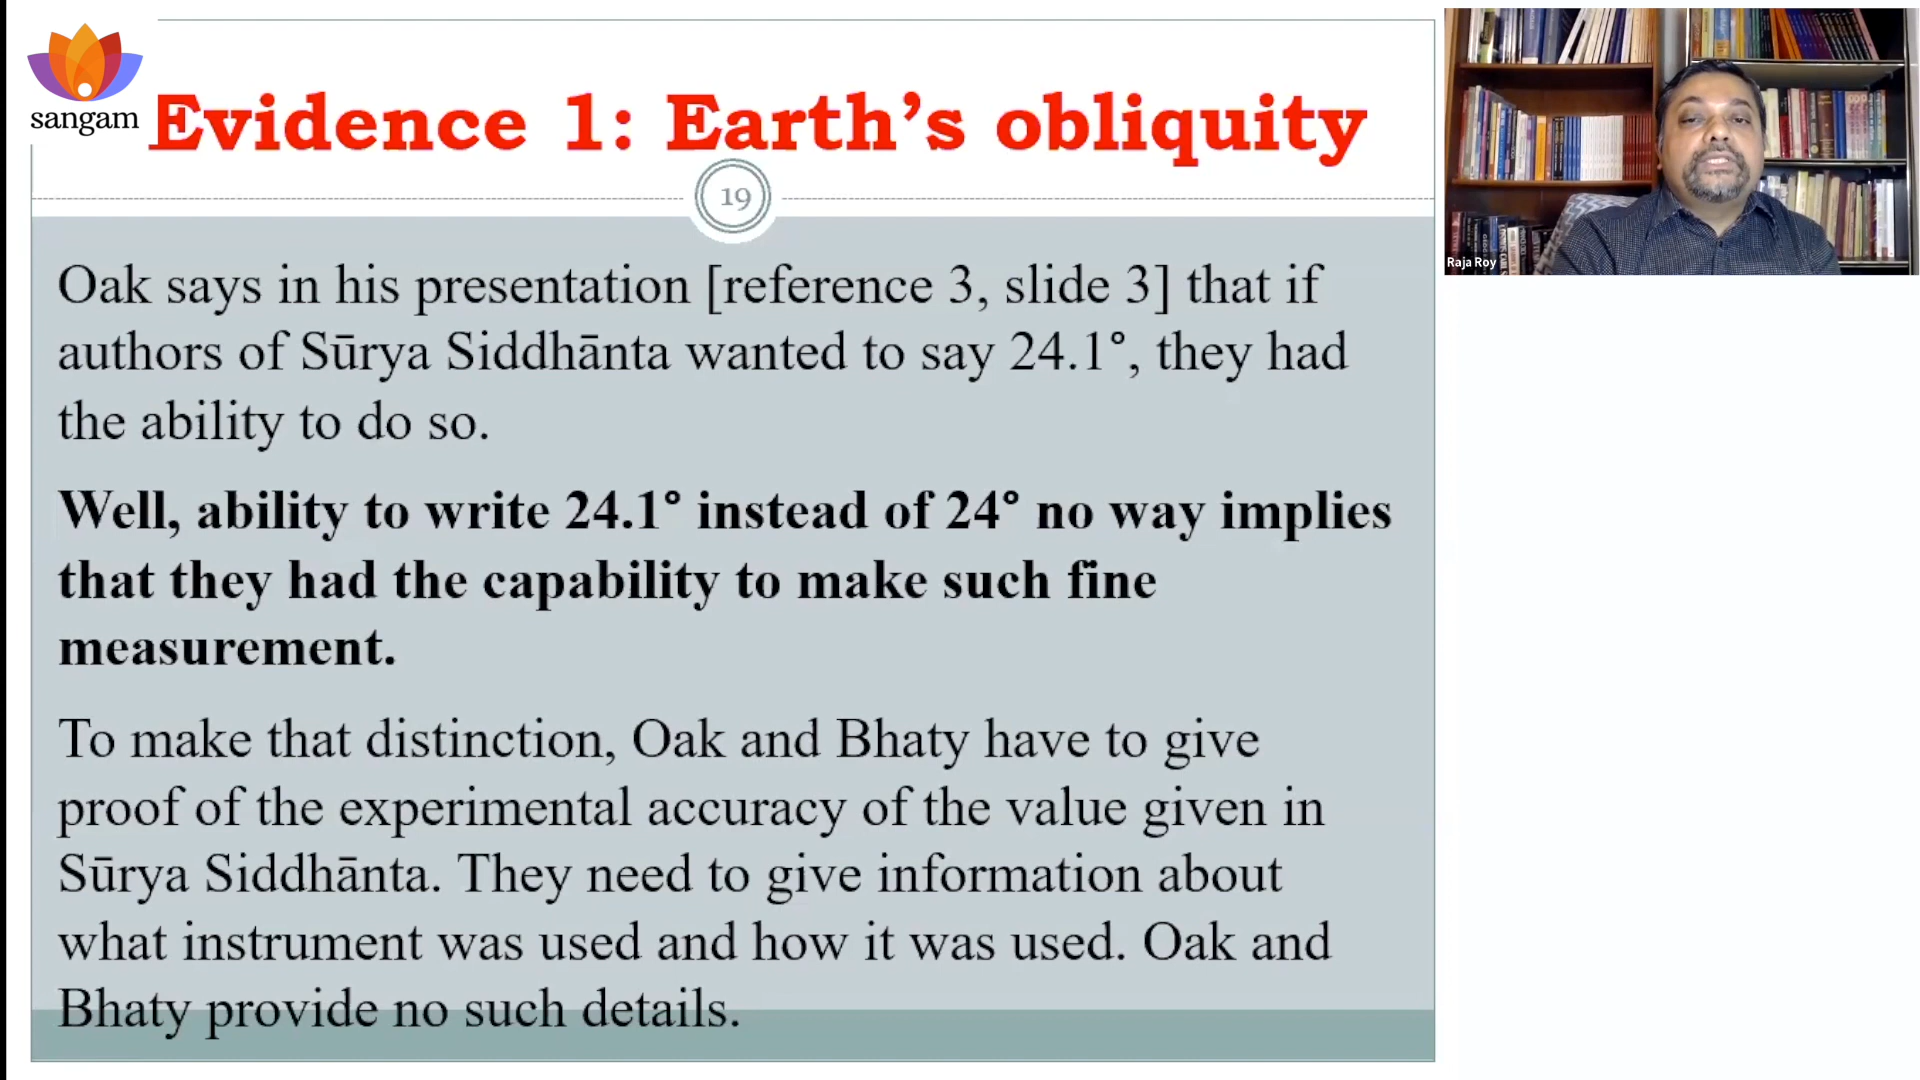 sangam
Evidence 1: Earth’s obliquity
19
Oak says in his presentation [reference 3, slide 3] that if
authors of Sūrya Siddhānta wanted to say 24.1°, they had
the ability to do so.
Well, ability to write 24.1° instead of 24° no way implies
that they had the capability to make such fine
measurement.
To make that distinction, Oak and Bhaty have to give
proof of the experimental accuracy of the value given in
Sūrya Siddhānta. They need to give information about
what instrument was used and how it was used. Oak and
Bhaty provide no such details.
Raja Roy